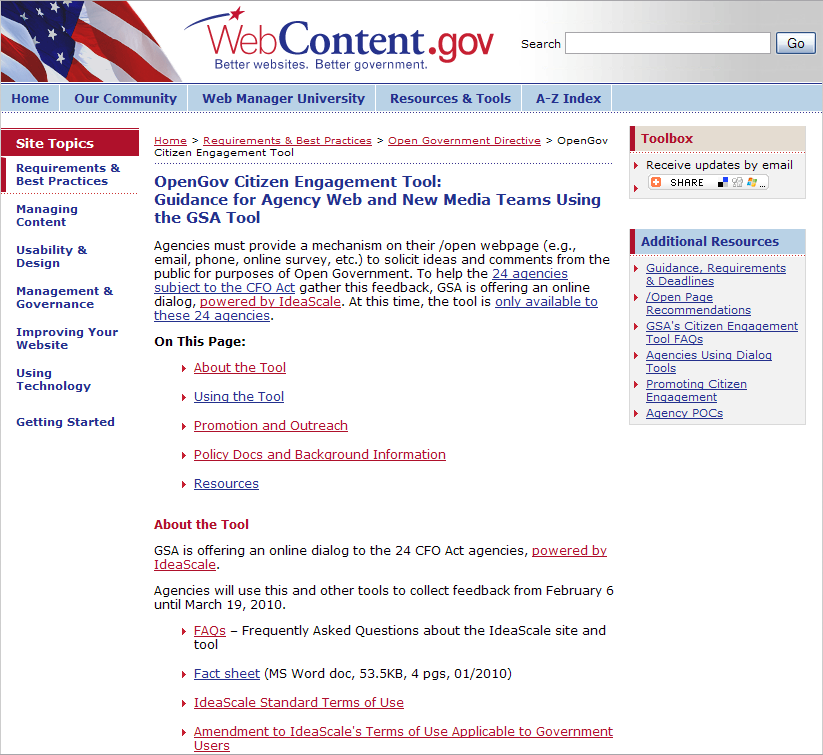 WebContent.gov
Better websites. Better government.
Search
Go
Home
Our Community
Web Manager University
Resources & Tools
A-Z Index
Site Topics
Requirements &
Best Practices
Managing
Content
Usability &
Design
Management &
Governance
Improving Your
Website
Using
Technology
Getting Started
Home > Requirements & Best Practices > Open Government Directive > OpenGov
Citizen Engagement Tool
OpenGov Citizen Engagement Tool:
Guidance for Agency Web and New Media Teams Using
the GSA Tool
Agencies must provide a mechanism on their /open webpage (e.g.,
email, phone, online survey, etc.) to solicit ideas and comments from the
public for purposes of Open Government. To help the 24 agencies
subject to the CFO Act gather this feedback, GSA is offering an online
dialog, powered by IdeaScale. At this time, the tool is only available to
these 24 agencies.
On This Page:
About the Tool
Using the Tool
Promotion and Outreach
Policy Docs and Background Information
Resources
About the Tool
GSA is offering an online dialog to the 24 CFO Act agencies, powered by
IdeaScale.
Agencies will use this and other tools to collect feedback from February 6
until March 19, 2010.
FAQs – Frequently Asked Questions about the IdeaScale site and
tool
Fact sheet (MS Word doc, 53.5KB, 4 pgs, 01/2010)
IdeaScale Standard Terms of Use
Amendment to IdeaScale's Terms of Use Applicable to Government
Users
Toolbox
Receive updates by email
SHARE
Additional Resources
Guidance, Requirements
& Deadlines
/Open Page
Recommendations
GSA's Citizen Engagement
Tool FAQs
Agencies Using Dialog
Tools
Promoting Citizen
Engagement
Agency POCs